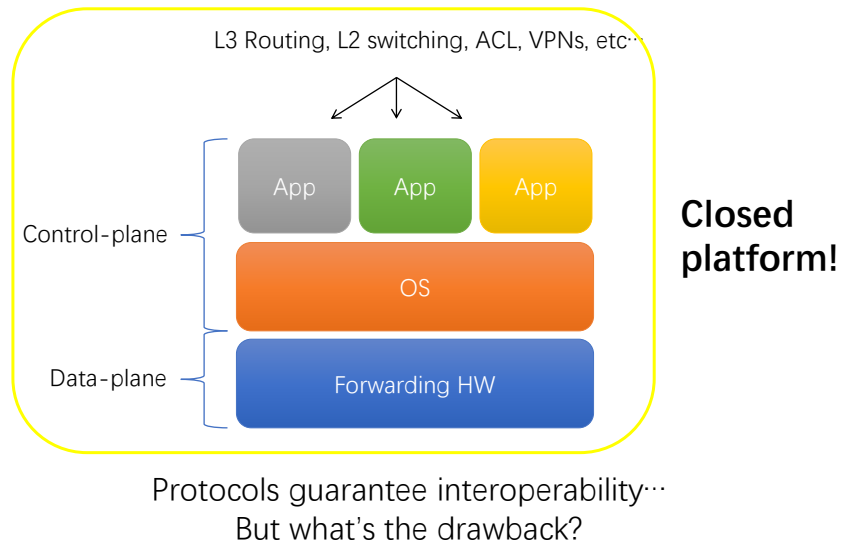 L3 Routing, L2 switching, ACL, VPNs, etc…
App App App
Control-plane
OS
Closed
platform!
Data-plane
Forwarding HW
Protocols guarantee interoperability…
But what's the drawback?